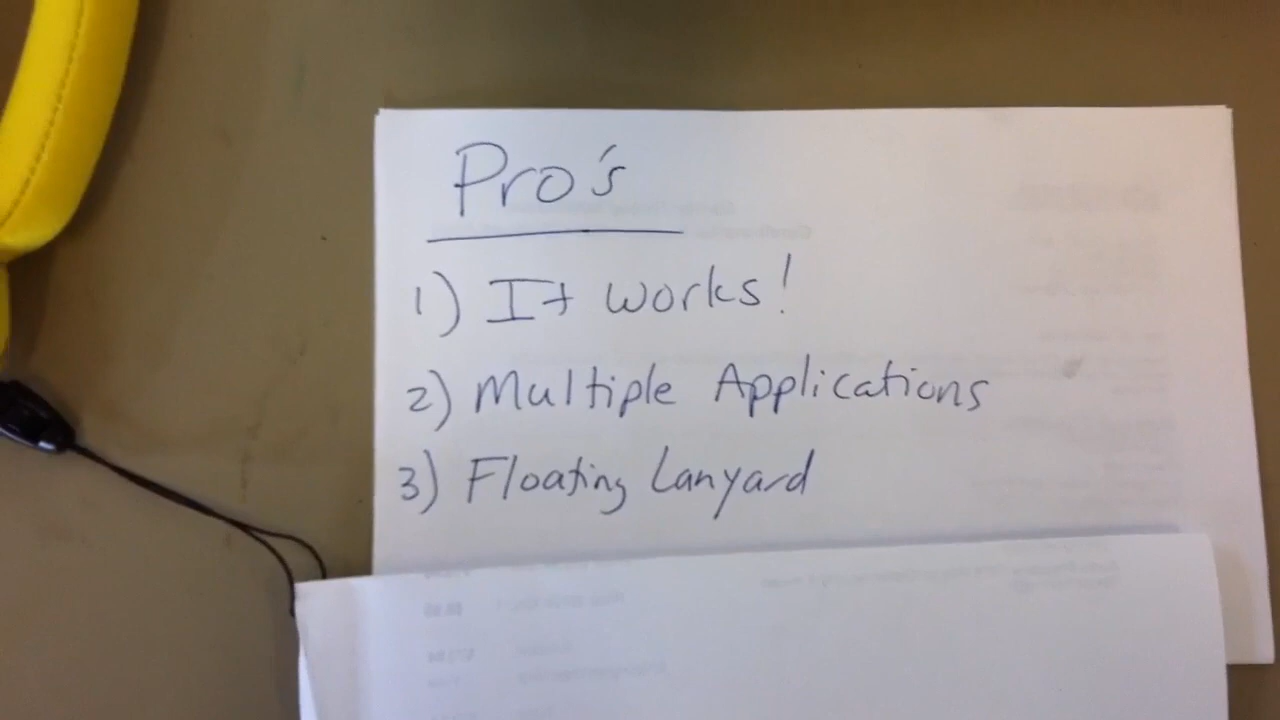 Pro's
1) It works!
2) Multiple Applications
3) Floating Lanyard